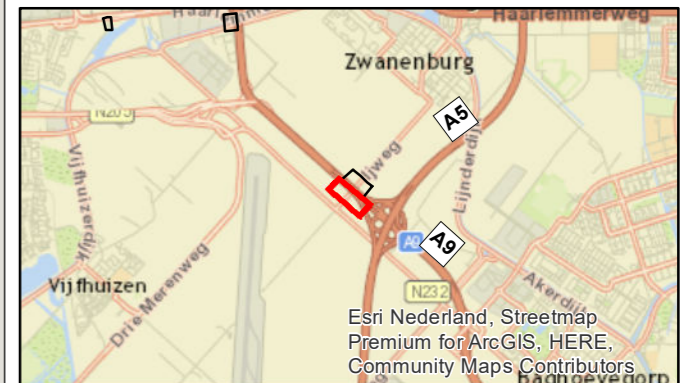 Haarlemmerweg
Zwanenburg
N205
A5
Lijnderdij
Vijfhuizerdijk
A9
A9
Vijfhuizen
Drie Merenweg
N232
Akerdijk
Esri Nederland, Streetmap
Premium for ArcGIS, HERE,
Community Maps Contributors